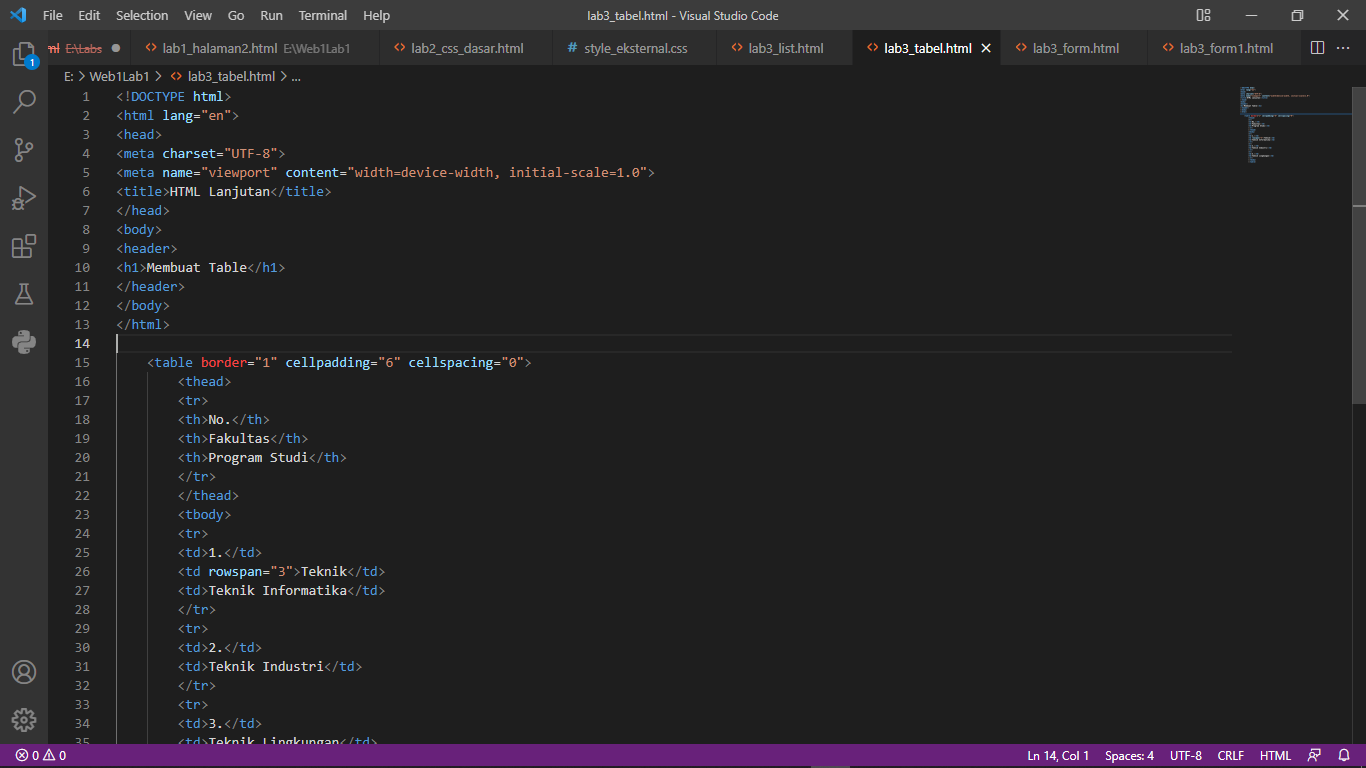 File Edit Selection View Go Run Terminal Help lab3_tabel.html - Visual Studio Code
ml E:\Labs lab1_halaman2.html E:\Web1Lab1 lab2_css_dasar.html # style_eksternal.css lab3_list.html lab3_tabel.html lab3_form.html lab3_form1.html
E: > Web1Lab1 > lab3_tabel.html > ...
1 <!DOCTYPE html>
2 <html lang="en">
3 <head>
4 <meta charset="UTF-8">
5 <meta name="viewport" content="width=device-width, initial-scale=1.0">
6 <title>HTML Lanjutan</title>
7 </head>
8 <body>
9 <header>
10 <h1>Membuat Table</h1>
11 </header>
12 </body>
13 </html>
14
15 <table border="1" cellpadding="6" cellspacing="0">
16 <thead>
17 <tr>
18 <th>No.</th>
19 <th>Fakultas</th>
20 <th>Program Studi</th>
21 </tr>
22 </thead>
23 <tbody>
24 <tr>
25 <td>1.</td>
26 <td rowspan="3">Teknik</td>
27 <td>Teknik Informatika</td>
28 </tr>
29 <tr>
30 <td>2.</td>
31 <td>Teknik Industri</td>
32 </tr>
33 <tr>
34 <td>3.</td>
35 <td>Teknik Lingkungan</td>
1
0 0 Ln 14, Col 1 Spaces: 4 UTF-8 CRLF HTML